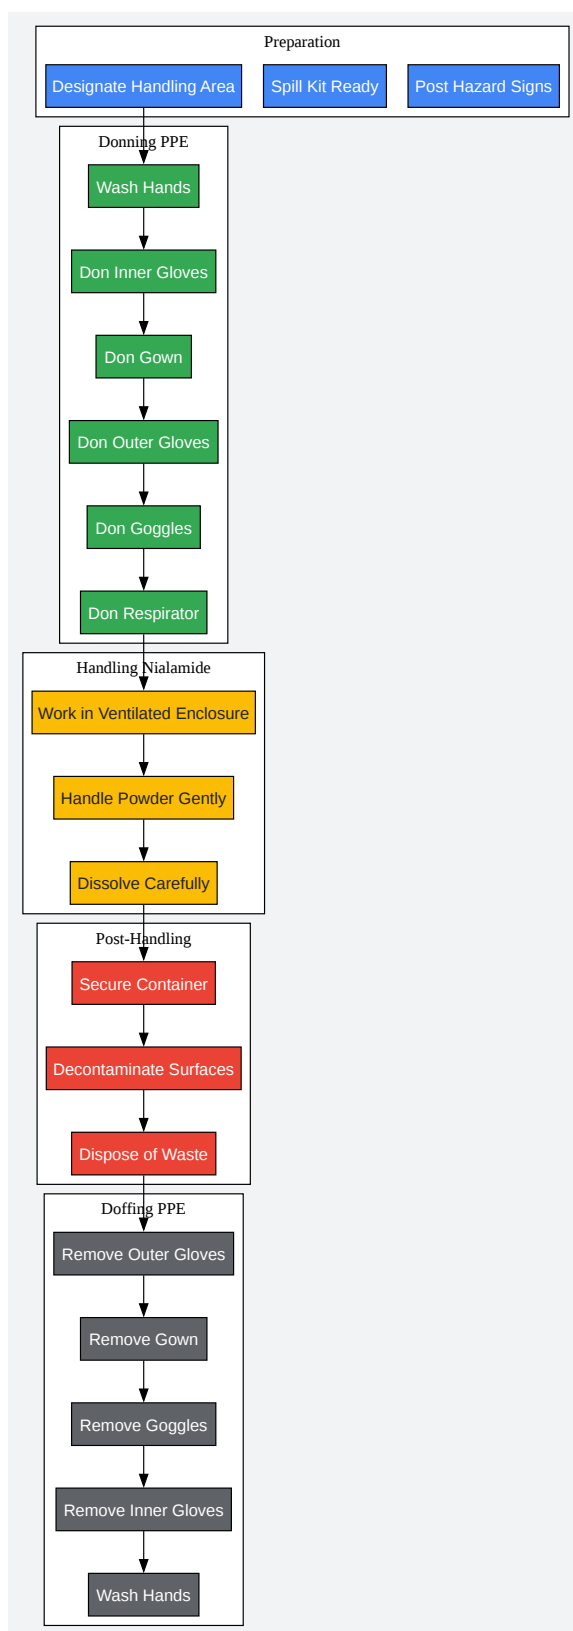 Preparation
Designate Handling Area
Spill Kit Ready
Post Hazard Signs
Donning PPE
Wash Hands
Don Inner Gloves
Don Gown
Don Outer Gloves
Don Goggles
Don Respirator
Handling Nialamide
Work in Ventilated Enclosure
Handle Powder Gently
Dissolve Carefully
Post-Handling
Secure Container
Decontaminate Surfaces
Dispose of Waste
Doffing PPE
Remove Outer Gloves
Remove Gown
Remove Goggles
Remove Inner Gloves
Wash Hands